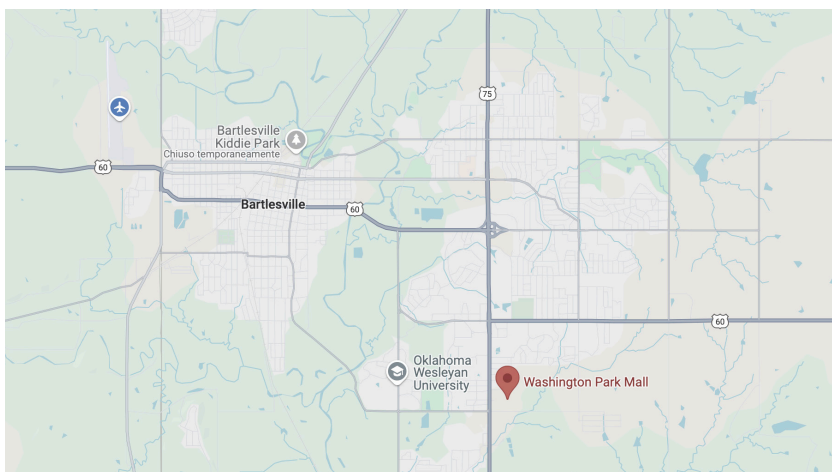 75
Bartlesville
Kiddie Park
Chiuso temporaneamente
60
Bartlesville
60
60
Oklahoma
Wesleyan
University
Washington Park Mall